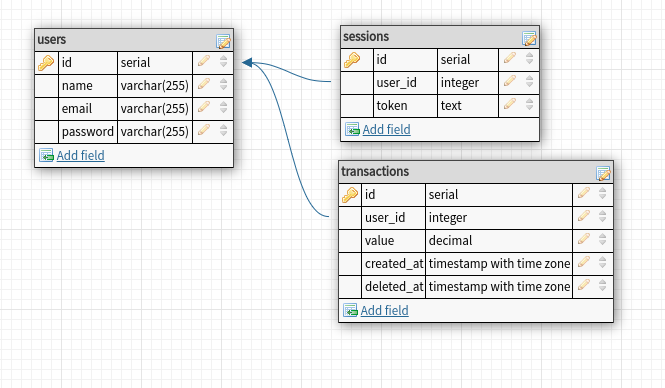 users
id serial
name varchar(255)
email varchar(255)
password varchar(255)
Add field
sessions
id serial
user_id integer
token text
Add field
transactions
id serial
user_id integer
value decimal
created_at timestamp with time zone
deleted_at timestamp with time zone
Add field